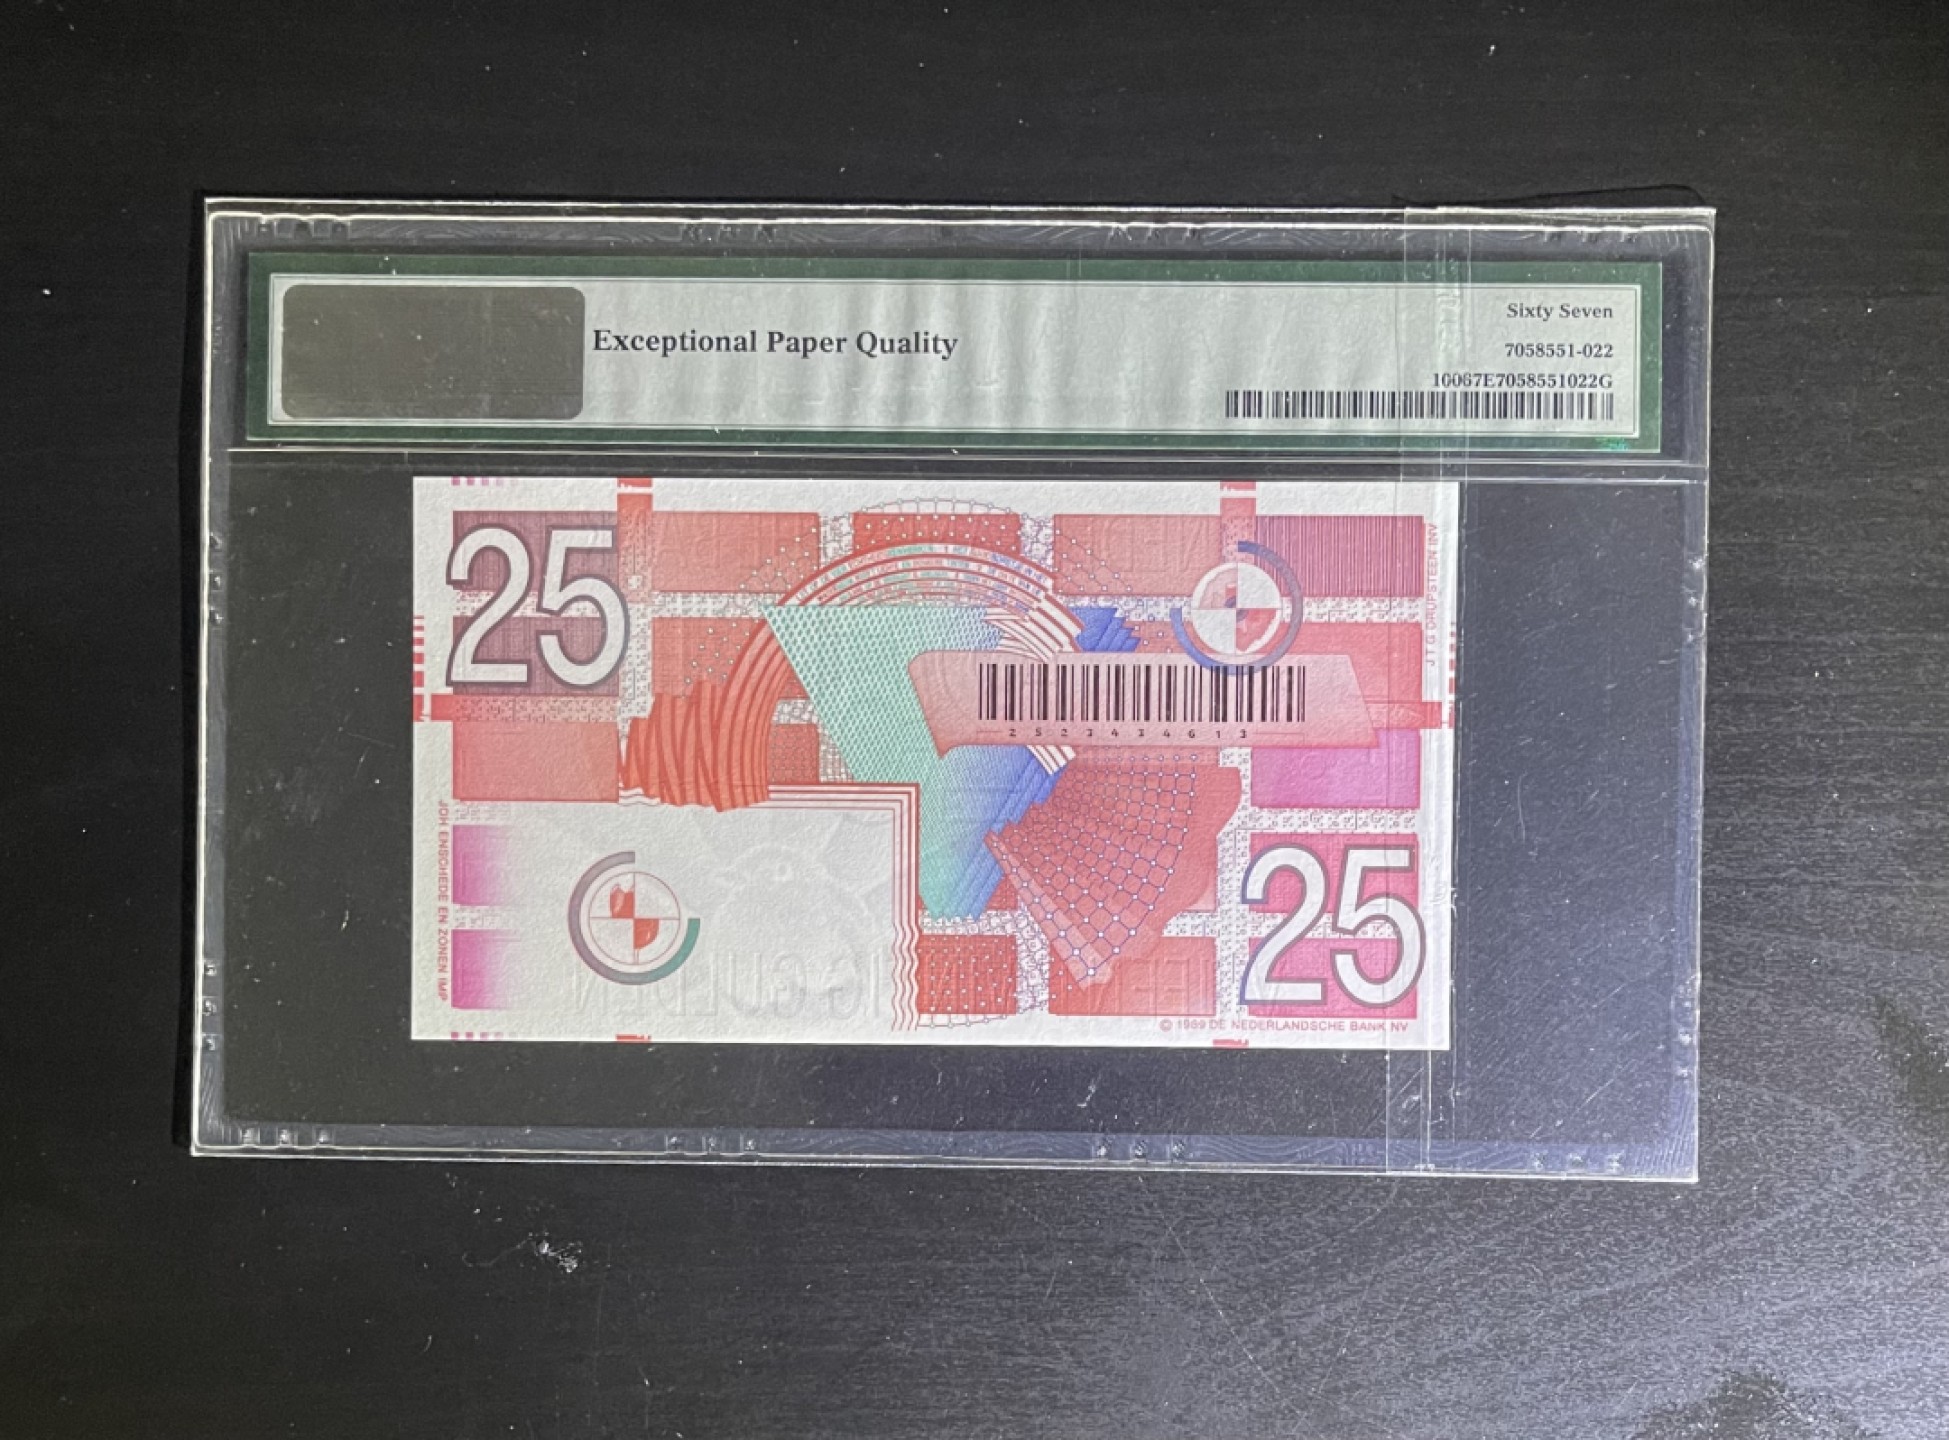 Exceptional Paper Quality
Sixty Seven
7058551-022
10067E7058551022G
25
J T G DRUPSTEEN INV
2523434613
JOH ENSCHEDE EN ZONEN IMP
25
GULDEN
© 1989 DE NEDERLANDSCHE BANK NV